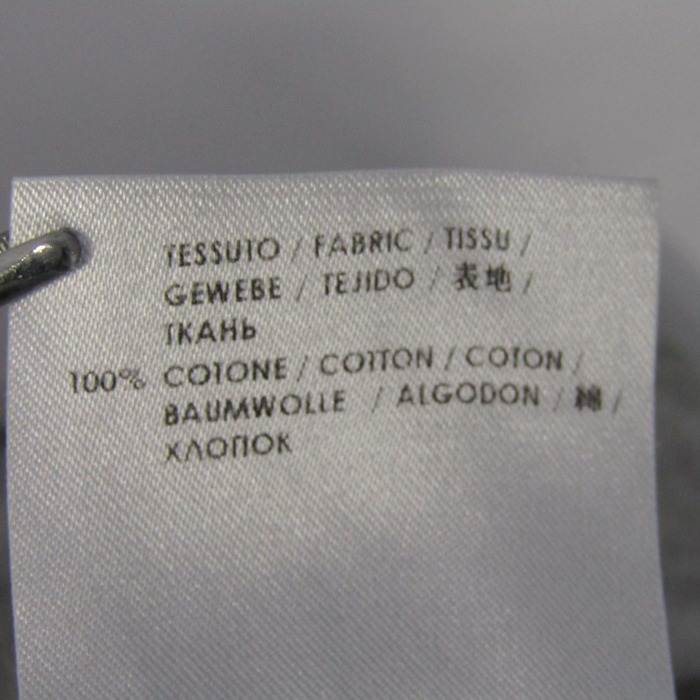 TESSUTO / FABRIC / TISSU /
GEWEBE / TEJIDO / 表地 /
ТКАНЬ
100% COTONE / COTTON / COTON /
BAUMWOLLE / ALGODON / 綿 /
ХЛОПОК